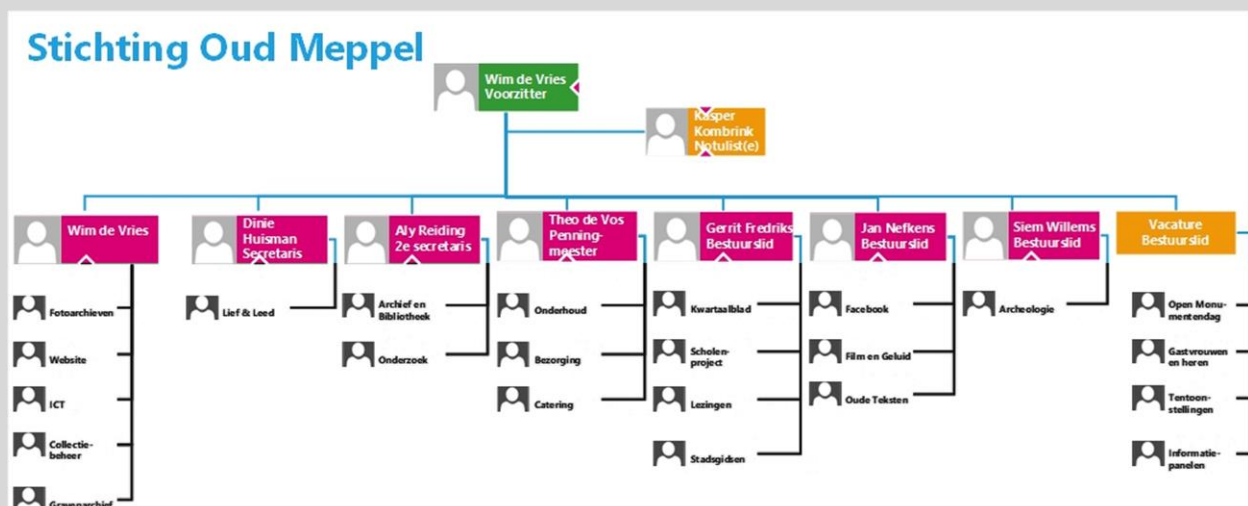 Stichting Oud Meppel
Wim de Vries
Voorzitter
Kasper
Kombrink
Notulist(e)
Wim de Vries
Dinie
Huisman
Secretaris
Aly Reiding
2e secretaris
Theo de Vos
Penning-
meester
Gerrit Fredriks
Bestuurslid
Jan Nefkens
Bestuurslid
Siem Willems
Bestuurslid
Vacature
Bestuurslid
Fotoarchieven
Website
ICT
Collectie-
beheer
Gravenarchief
Lief & Leed
Archief en
Bibliotheek
Onderzoek
Onderhoud
Bezorging
Catering
Kwartaalblad
Scholen-
project
Lezingen
Stadsgidsen
Facebook
Film en Geluid
Oude Teksten
Archeologie
Open Monu-
mentendag
Gastvrouwen
en heren
Tentoon-
stellingen
Informatie-
panelen